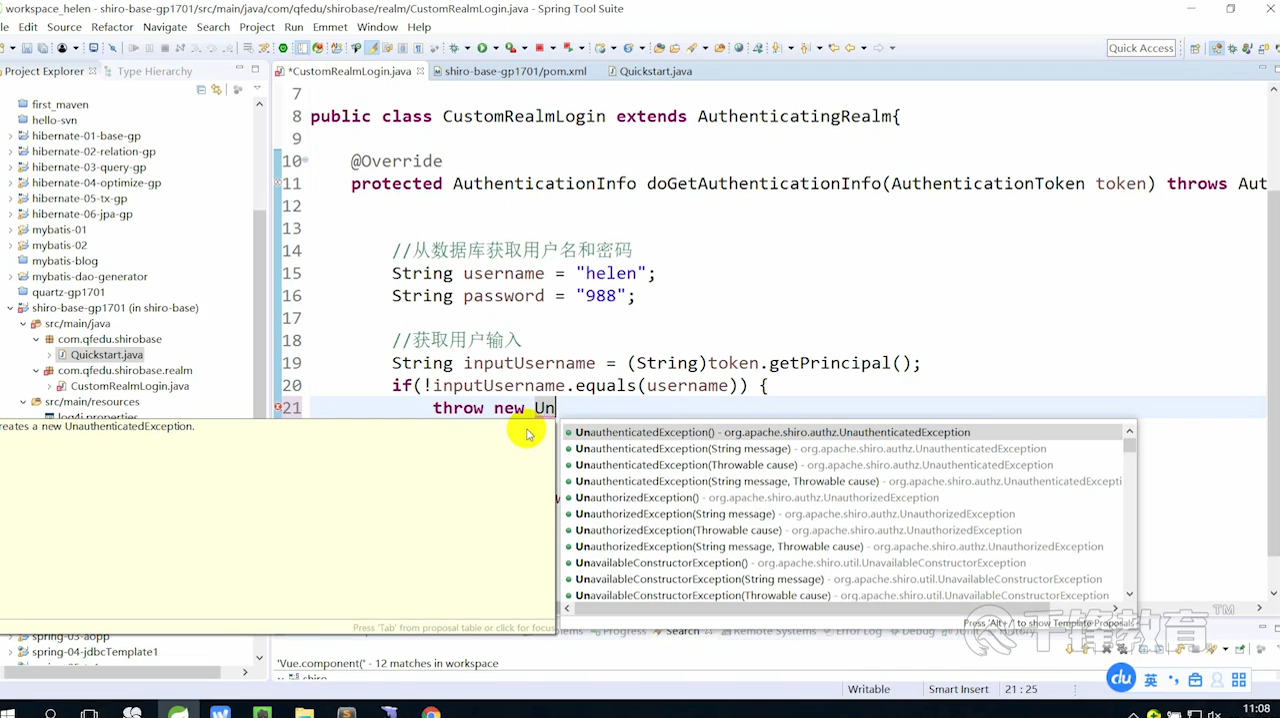 workspace_helen - shiro-base-gp1701/src/main/java/com/qfedu/shirobase/realm/CustomRealmLogin.java - Spring Tool Suite
Edit Source Refactor Navigate Search Project Run Emmet Window Help
Quick Access
Project Explorer Type Hierarchy
*CustomRealmLogin.java shiro-base-gp1701/pom.xml Quickstart.java
first_maven
hello-svn
hibernate-01-base-gp
hibernate-02-relation-gp
hibernate-03-query-gp
hibernate-04-optimize-gp
hibernate-05-tx-gp
hibernate-06-jpa-gp
mybatis-01
mybatis-02
mybatis-blog
mybatis-dao-generator
quartz-gp1701
shiro-base-gp1701 (in shiro-base)
src/main/java
com.qfedu.shirobase
Quickstart.java
com.qfedu.shirobase.realm
CustomRealmLogin.java
src/main/resources
log4j.properties
7
8 public class CustomRealmLogin extends AuthenticatingRealm{
9
10 @Override
11 protected AuthenticationInfo doGetAuthenticationInfo(AuthenticationToken token) throws Aut
12
13
14 //从数据库获取用户名和密码
15 String username = "helen";
16 String password = "988";
17
18 //获取用户输入
19 String inputUsername = (String)token.getPrincipal();
20 if(!inputUsername.equals(username)) {
21 throw new Un
reates a new UnauthenticatedException.
Press 'Tab' from proposal table or click for focus
UnauthenticatedException() - org.apache.shiro.authz.UnauthenticatedException
UnauthenticatedException(String message) - org.apache.shiro.authz.UnauthenticatedException
UnauthenticatedException(Throwable cause) - org.apache.shiro.authz.UnauthenticatedException
UnauthenticatedException(String message, Throwable cause) - org.apache.shiro.authz.Unauthenticated​Excepti
UnauthorizedException() - org.apache.shiro.authz.UnauthorizedException
UnauthorizedException(String message) - org.apache.shiro.authz.UnauthorizedException
UnauthorizedException(Throwable cause) - org.apache.shiro.authz.UnauthorizedException
UnauthorizedException(String message, Throwable cause) - org.apache.shiro.authz.UnauthorizedException
UnavailableConstructorException() - org.apache.shiro.util.UnavailableConstructorException
UnavailableConstructorException(String message) - org.apache.shiro.util.UnavailableConstructorException
UnavailableConstructorException(Throwable cause) - org.apache.shiro.util.UnavailableConstructorException
Press 'Alt+/' to show Template Proposals
千锋教育 TM
spring-03-aopp
spring-04-jdbcTemplate1
Progress Search Remote Systems Error Log Debug
'Vue.component(' - 12 matches in workspace
shiro
Writable Smart Insert 21 : 25
du 英
11:08